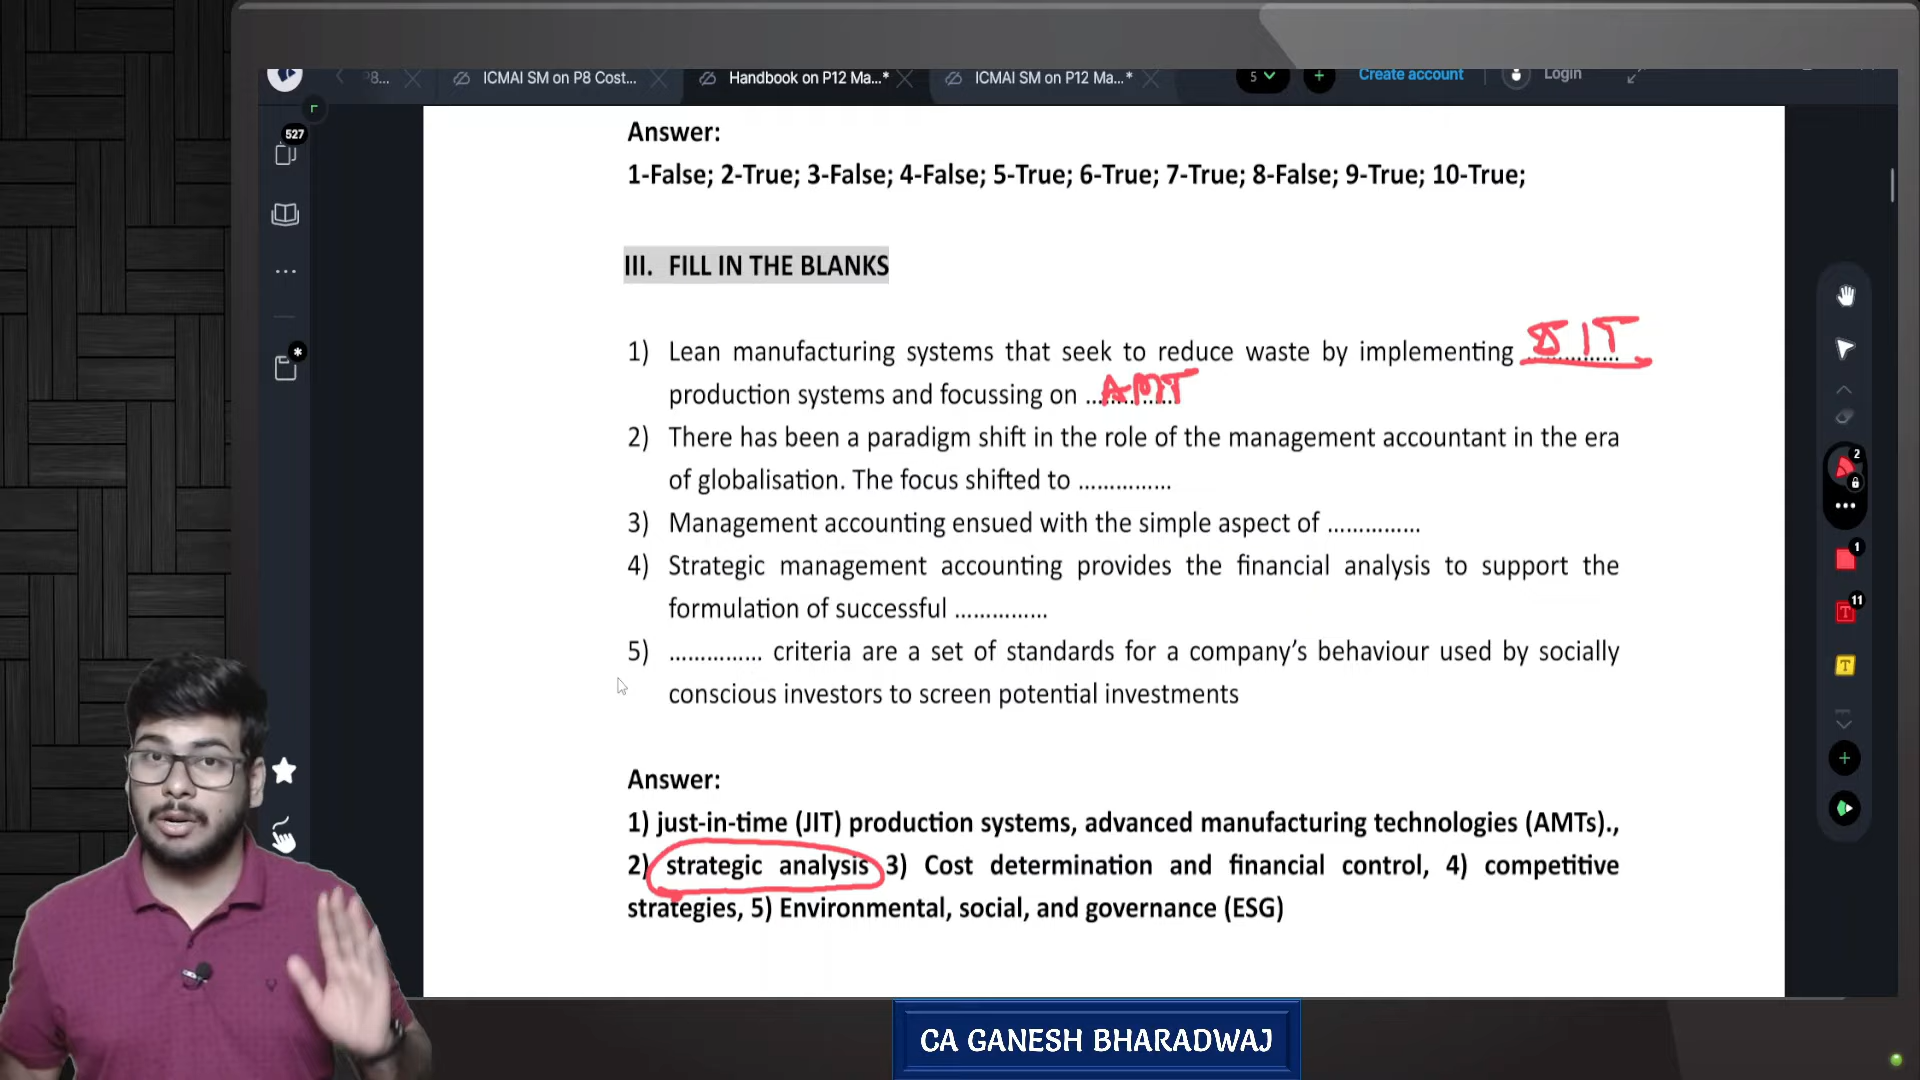 P8...
ICMAI SM on P8 Cost...
Handbook on P12 Ma...*
ICMAI SM on P12 Ma...*
5
Create account
Login
527
Answer:
1-False; 2-True; 3-False; 4-False; 5-True; 6-True; 7-True; 8-False; 9-True; 10-True;
III. FILL IN THE BLANKS
1) Lean manufacturing systems that seek to reduce waste by implementing JIT ...............
production systems and focussing on AMT ...............
2) There has been a paradigm shift in the role of the management accountant in the era
of globalisation. The focus shifted to ...............
3) Management accounting ensued with the simple aspect of ...............
4) Strategic management accounting provides the financial analysis to support the
formulation of successful ...............
5) ............... criteria are a set of standards for a company’s behaviour used by socially
conscious investors to screen potential investments
Answer:
1) just-in-time (JIT) production systems, advanced manufacturing technologies (AMTs).,
2) strategic analysis 3) Cost determination and financial control, 4) competitive
strategies, 5) Environmental, social, and governance (ESG)
2
1
11
T
T
CA GANESH BHARADWAJ